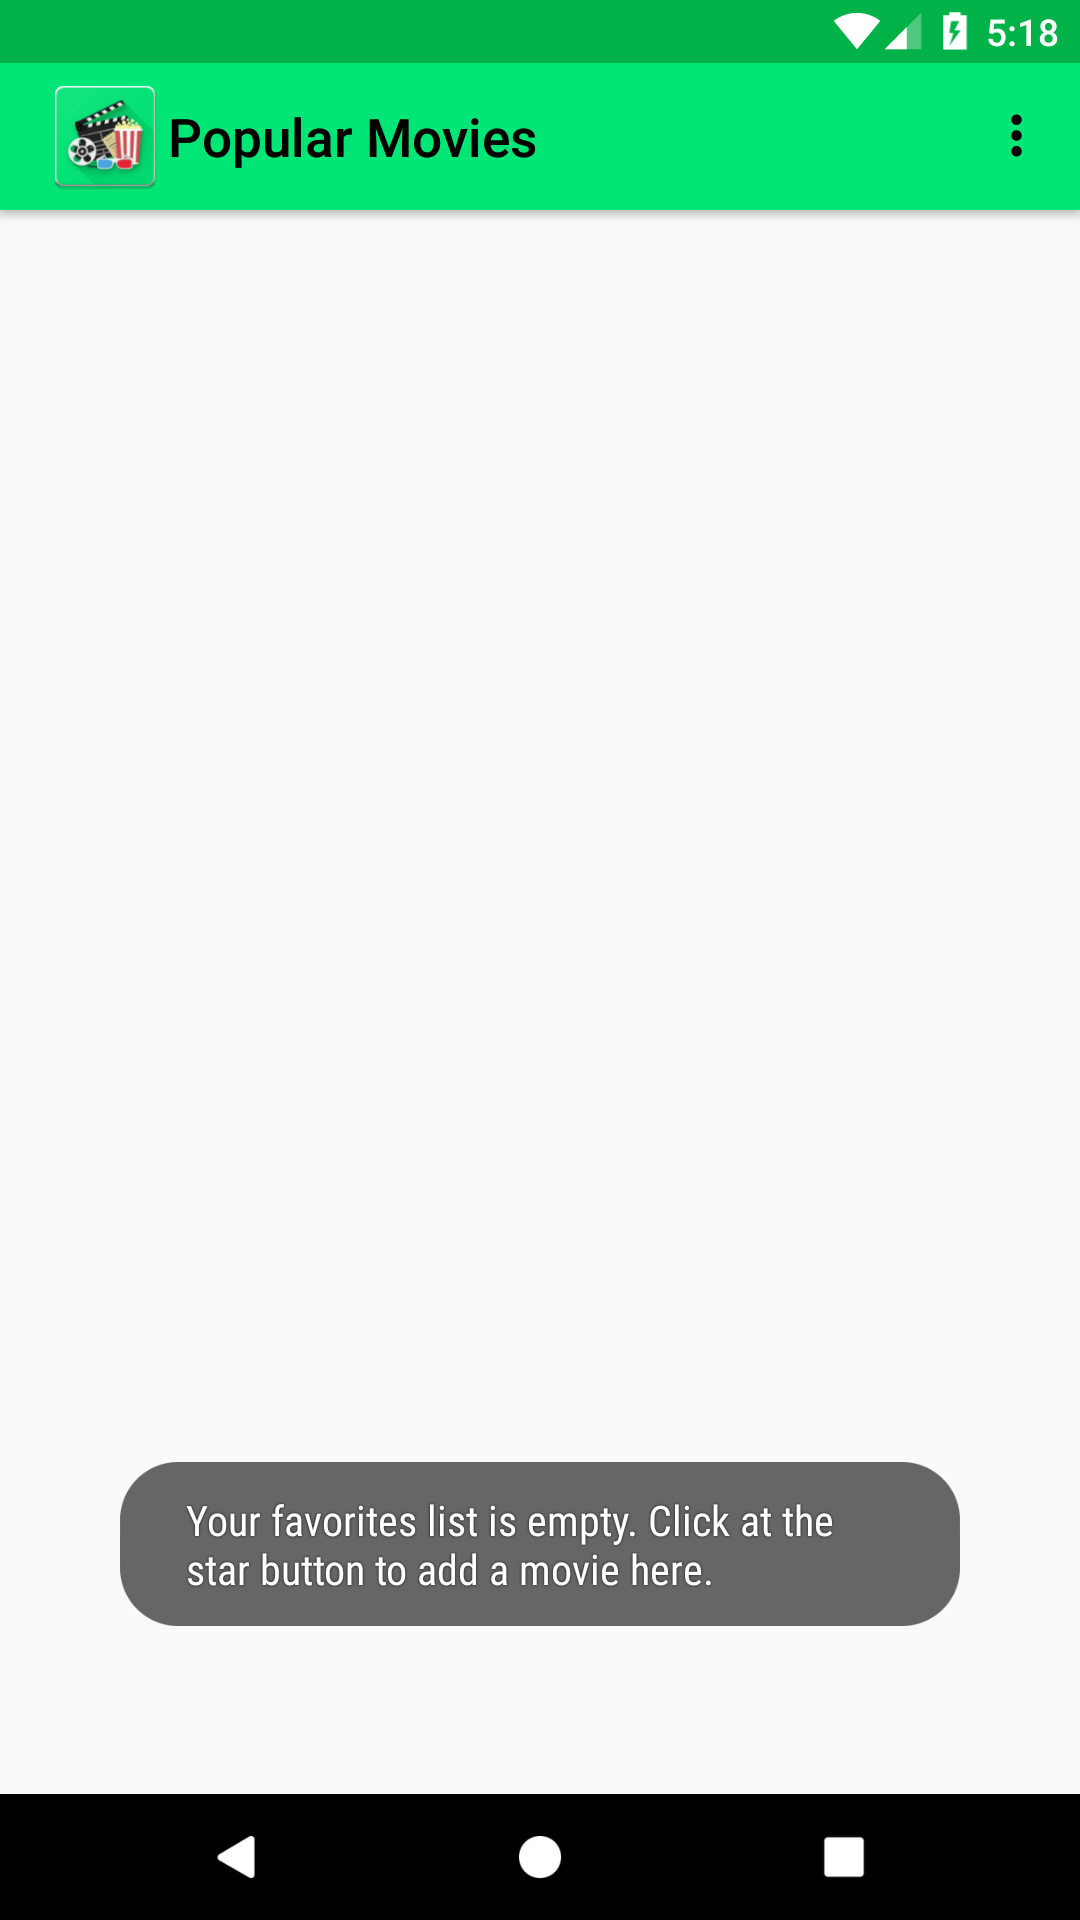 5:18
Popular Movies
Your favorites list is empty. Click at the
star button to add a movie here.